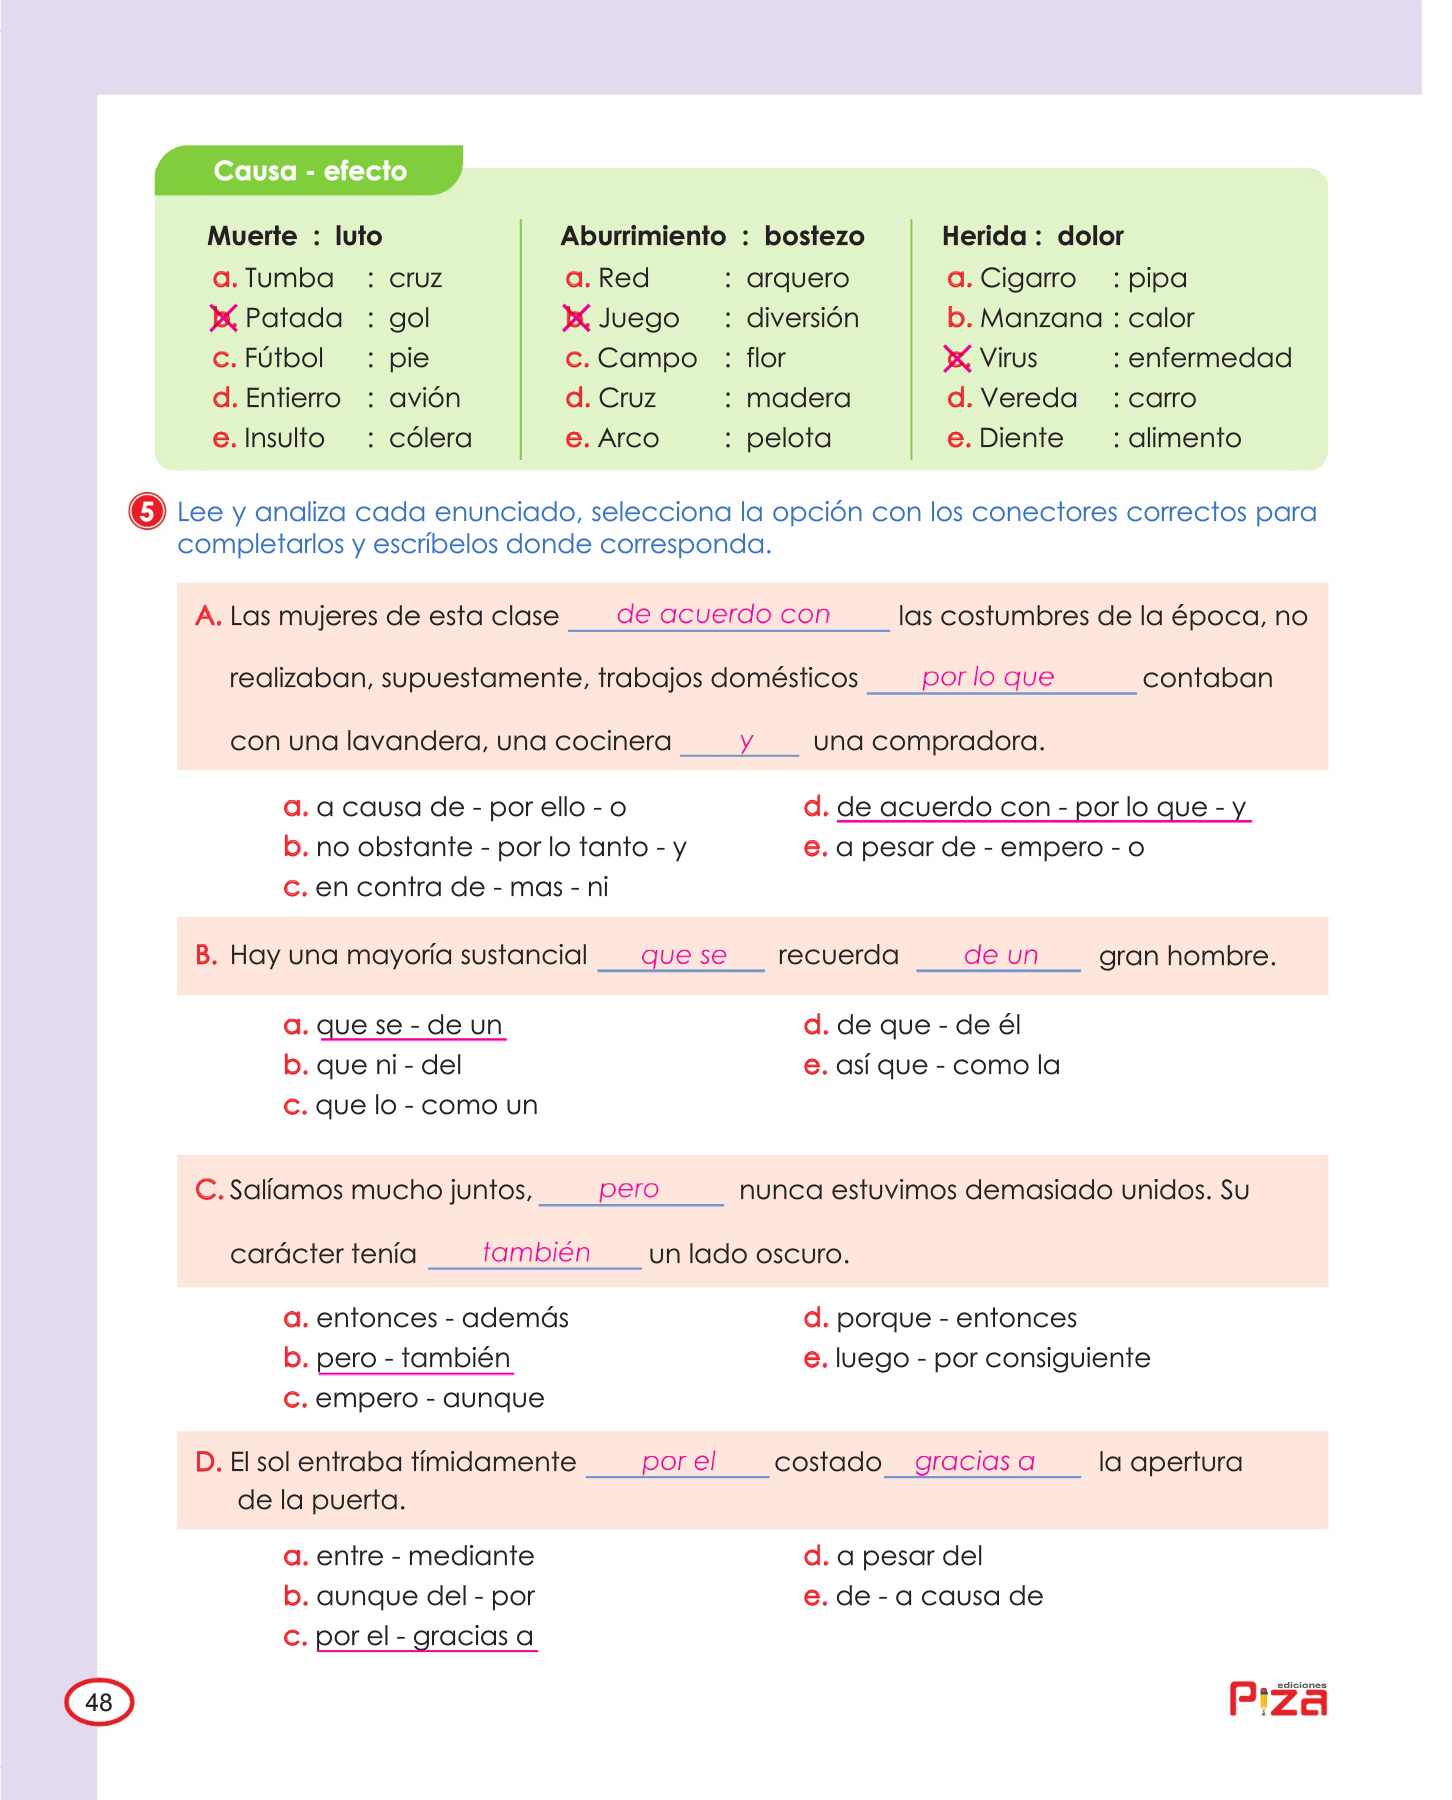 Causa - efecto
Muerte : luto
a. Tumba : cruz
b. Patada : gol
c. Fútbol : pie
d. Entierro : avión
e. Insulto : cólera
Aburrimiento : bostezo
a. Red : arquero
b. Juego : diversión
c. Campo : flor
d. Cruz : madera
e. Arco : pelota
Herida : dolor
a. Cigarro : pipa
b. Manzana : calor
c. Virus : enfermedad
d. Vereda : carro
e. Diente : alimento
5 Lee y analiza cada enunciado, selecciona la opción con los conectores correctos para
completarlos y escríbelos donde corresponda.
A. Las mujeres de esta clase de acuerdo con las costumbres de la época, no
realizaban, supuestamente, trabajos domésticos por lo que contaban
con una lavandera, una cocinera y una compradora.
a. a causa de - por ello - o
b. no obstante - por lo tanto - y
c. en contra de - mas - ni
d. de acuerdo con - por lo que - y
e. a pesar de - empero - o
B. Hay una mayoría sustancial que se recuerda de un gran hombre.
a. que se - de un
b. que ni - del
c. que lo - como un
d. de que - de él
e. así que - como la
C. Salíamos mucho juntos, pero nunca estuvimos demasiado unidos. Su
carácter tenía también un lado oscuro.
a. entonces - además
b. pero - también
c. empero - aunque
d. porque - entonces
e. luego - por consiguiente
D. El sol entraba tímidamente por el costado gracias a la apertura
de la puerta.
a. entre - mediante
b. aunque del - por
c. por el - gracias a
d. a pesar del
e. de - a causa de
48
ediciones
Piza